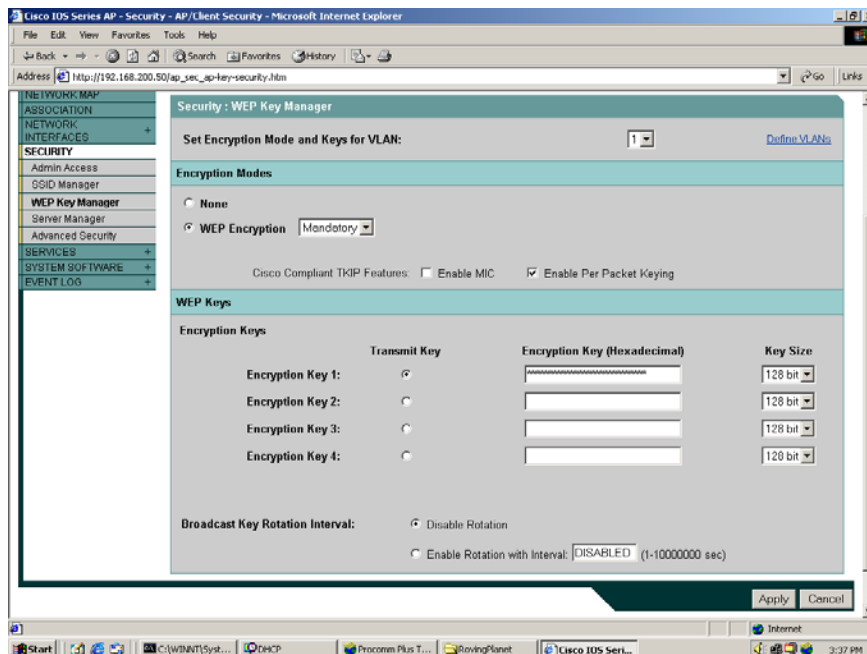 Cisco IOS Series AP - Security - AP/Client Security - Microsoft Internet Explorer
File Edit View Favorites Tools Help
Back Search Favorites History
Address http://192.168.200.50/ap_sec_ap-key-security.htm Go Links
NETWORK MAP
ASSOCIATION
NETWORK INTERFACES +
SECURITY
Admin Access
SSID Manager
WEP Key Manager
Server Manager
Advanced Security
SERVICES +
SYSTEM SOFTWARE +
EVENT LOG +
Security : WEP Key Manager
Set Encryption Mode and Keys for VLAN: 1 Define VLANs
Encryption Modes
None
WEP Encryption Mandatory
Cisco Compliant TKIP Features: Enable MIC Enable Per Packet Keying
WEP Keys
Encryption Keys
Transmit Key Encryption Key (Hexadecimal) Key Size
Encryption Key 1: 128 bit
Encryption Key 2: 128 bit
Encryption Key 3: 128 bit
Encryption Key 4: 128 bit
Broadcast Key Rotation Interval: Disable Rotation
Enable Rotation with Interval: DISABLED (1-10000000 sec)
Apply Cancel
Internet
Start C:\WINNT\Syst... DHCP Procomm Plus T... RovingPlanet Cisco IOS Seri... 3:37 PM